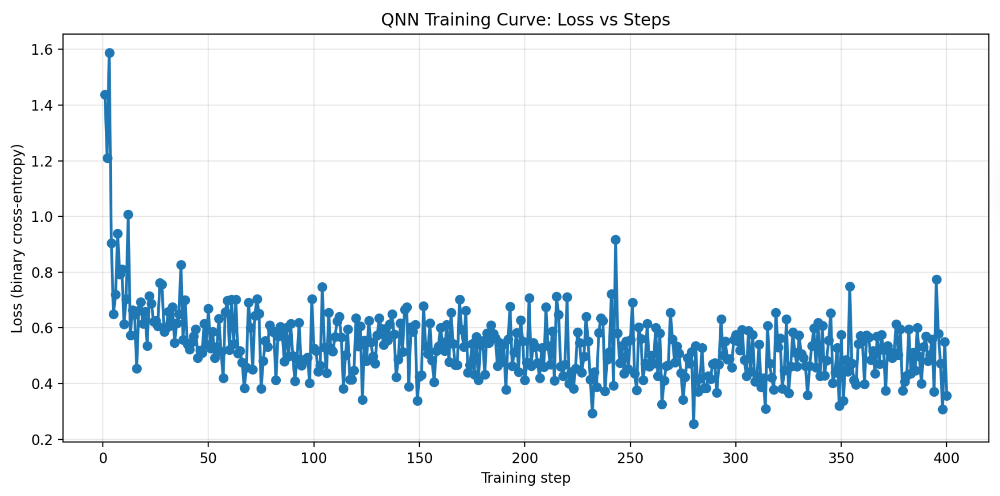 QNN Training Curve: Loss vs Steps
Loss (binary cross-entropy)
1.6
1.4
1.2
1.0
0.8
0.6
0.4
0.2
0 50 100 150 200 250 300 350 400
Training step